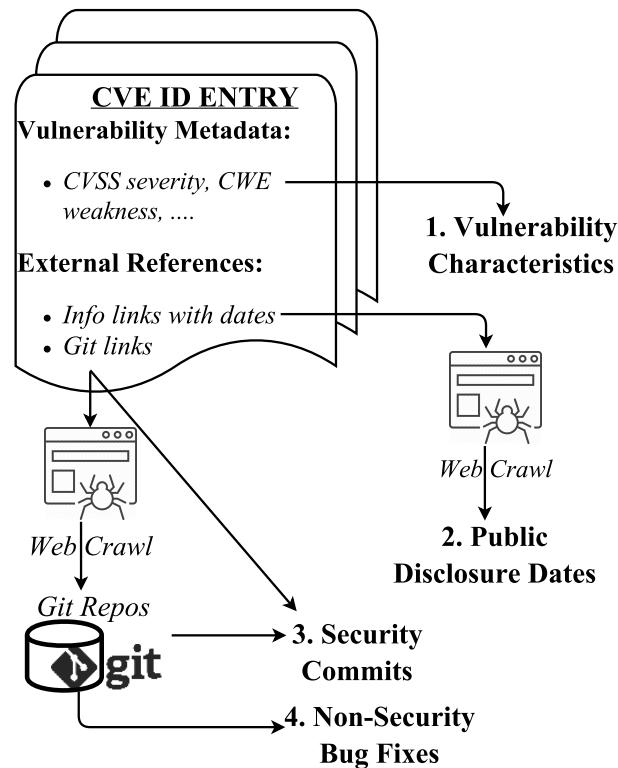 CVE ID ENTRY
Vulnerability Metadata:
• CVSS severity, CWE
weakness, ....
1. Vulnerability
Characteristics
External References:
• Info links with dates
• Git links
Web Crawl
2. Public
Disclosure Dates
Web Crawl
Git Repos
git
3. Security
Commits
4. Non-Security
Bug Fixes